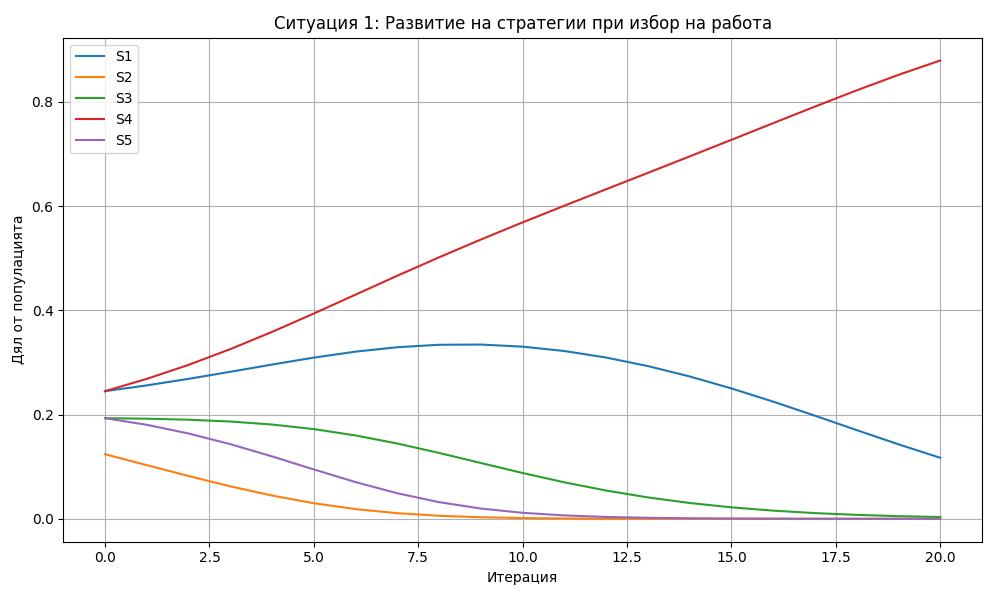 Ситуация 1: Развитие на стратегии при избор на работа
S1
S2
S3
S4
S5
Дял от популацията
0.8
0.6
0.4
0.2
0.0
0.0 2.5 5.0 7.5 10.0 12.5 15.0 17.5 20.0
Итерация